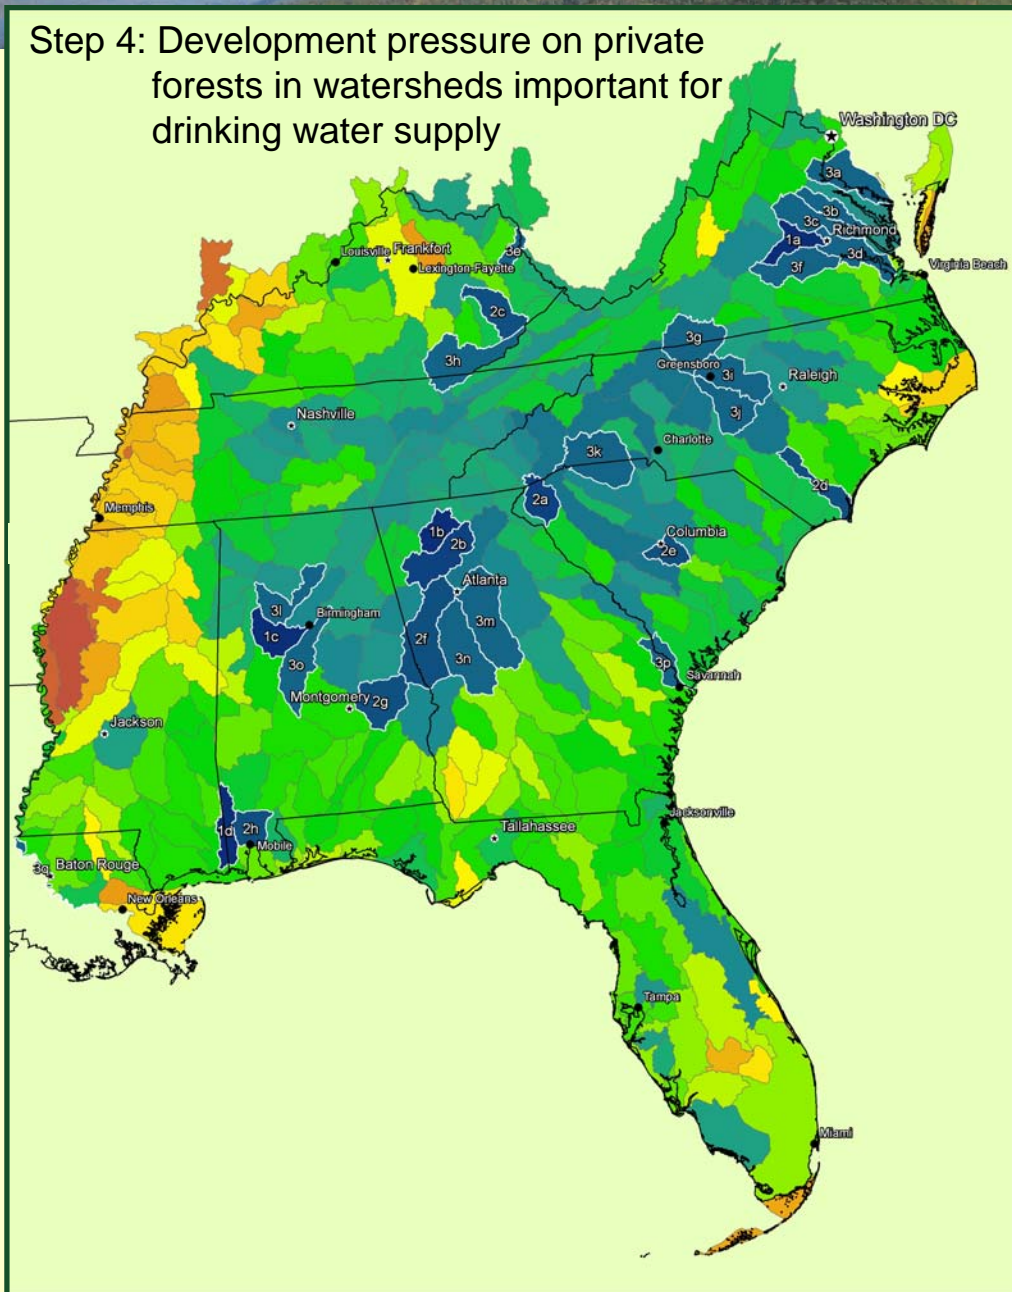 Step 4: Development pressure on private
forests in watersheds important for
drinking water supply
Washington DC
3a
3b
3c
1a
Richmond
3d
3f
Virginia Beach
Louisville
Frankfort
Lexington-Fayette
3e
2c
3h
3g
Greensboro
3i
Raleigh
3j
Nashville
Charlotte
3k
2a
2d
Memphis
1b
2b
Columbia
2e
Atlanta
3l
Birmingham
1c
2f
3m
3n
3o
3p
Savannah
Montgomery
2g
Jackson
1d
2h
Mobile
Tallahassee
Jacksonville
3q
Baton Rouge
New Orleans
Tampa
Miami